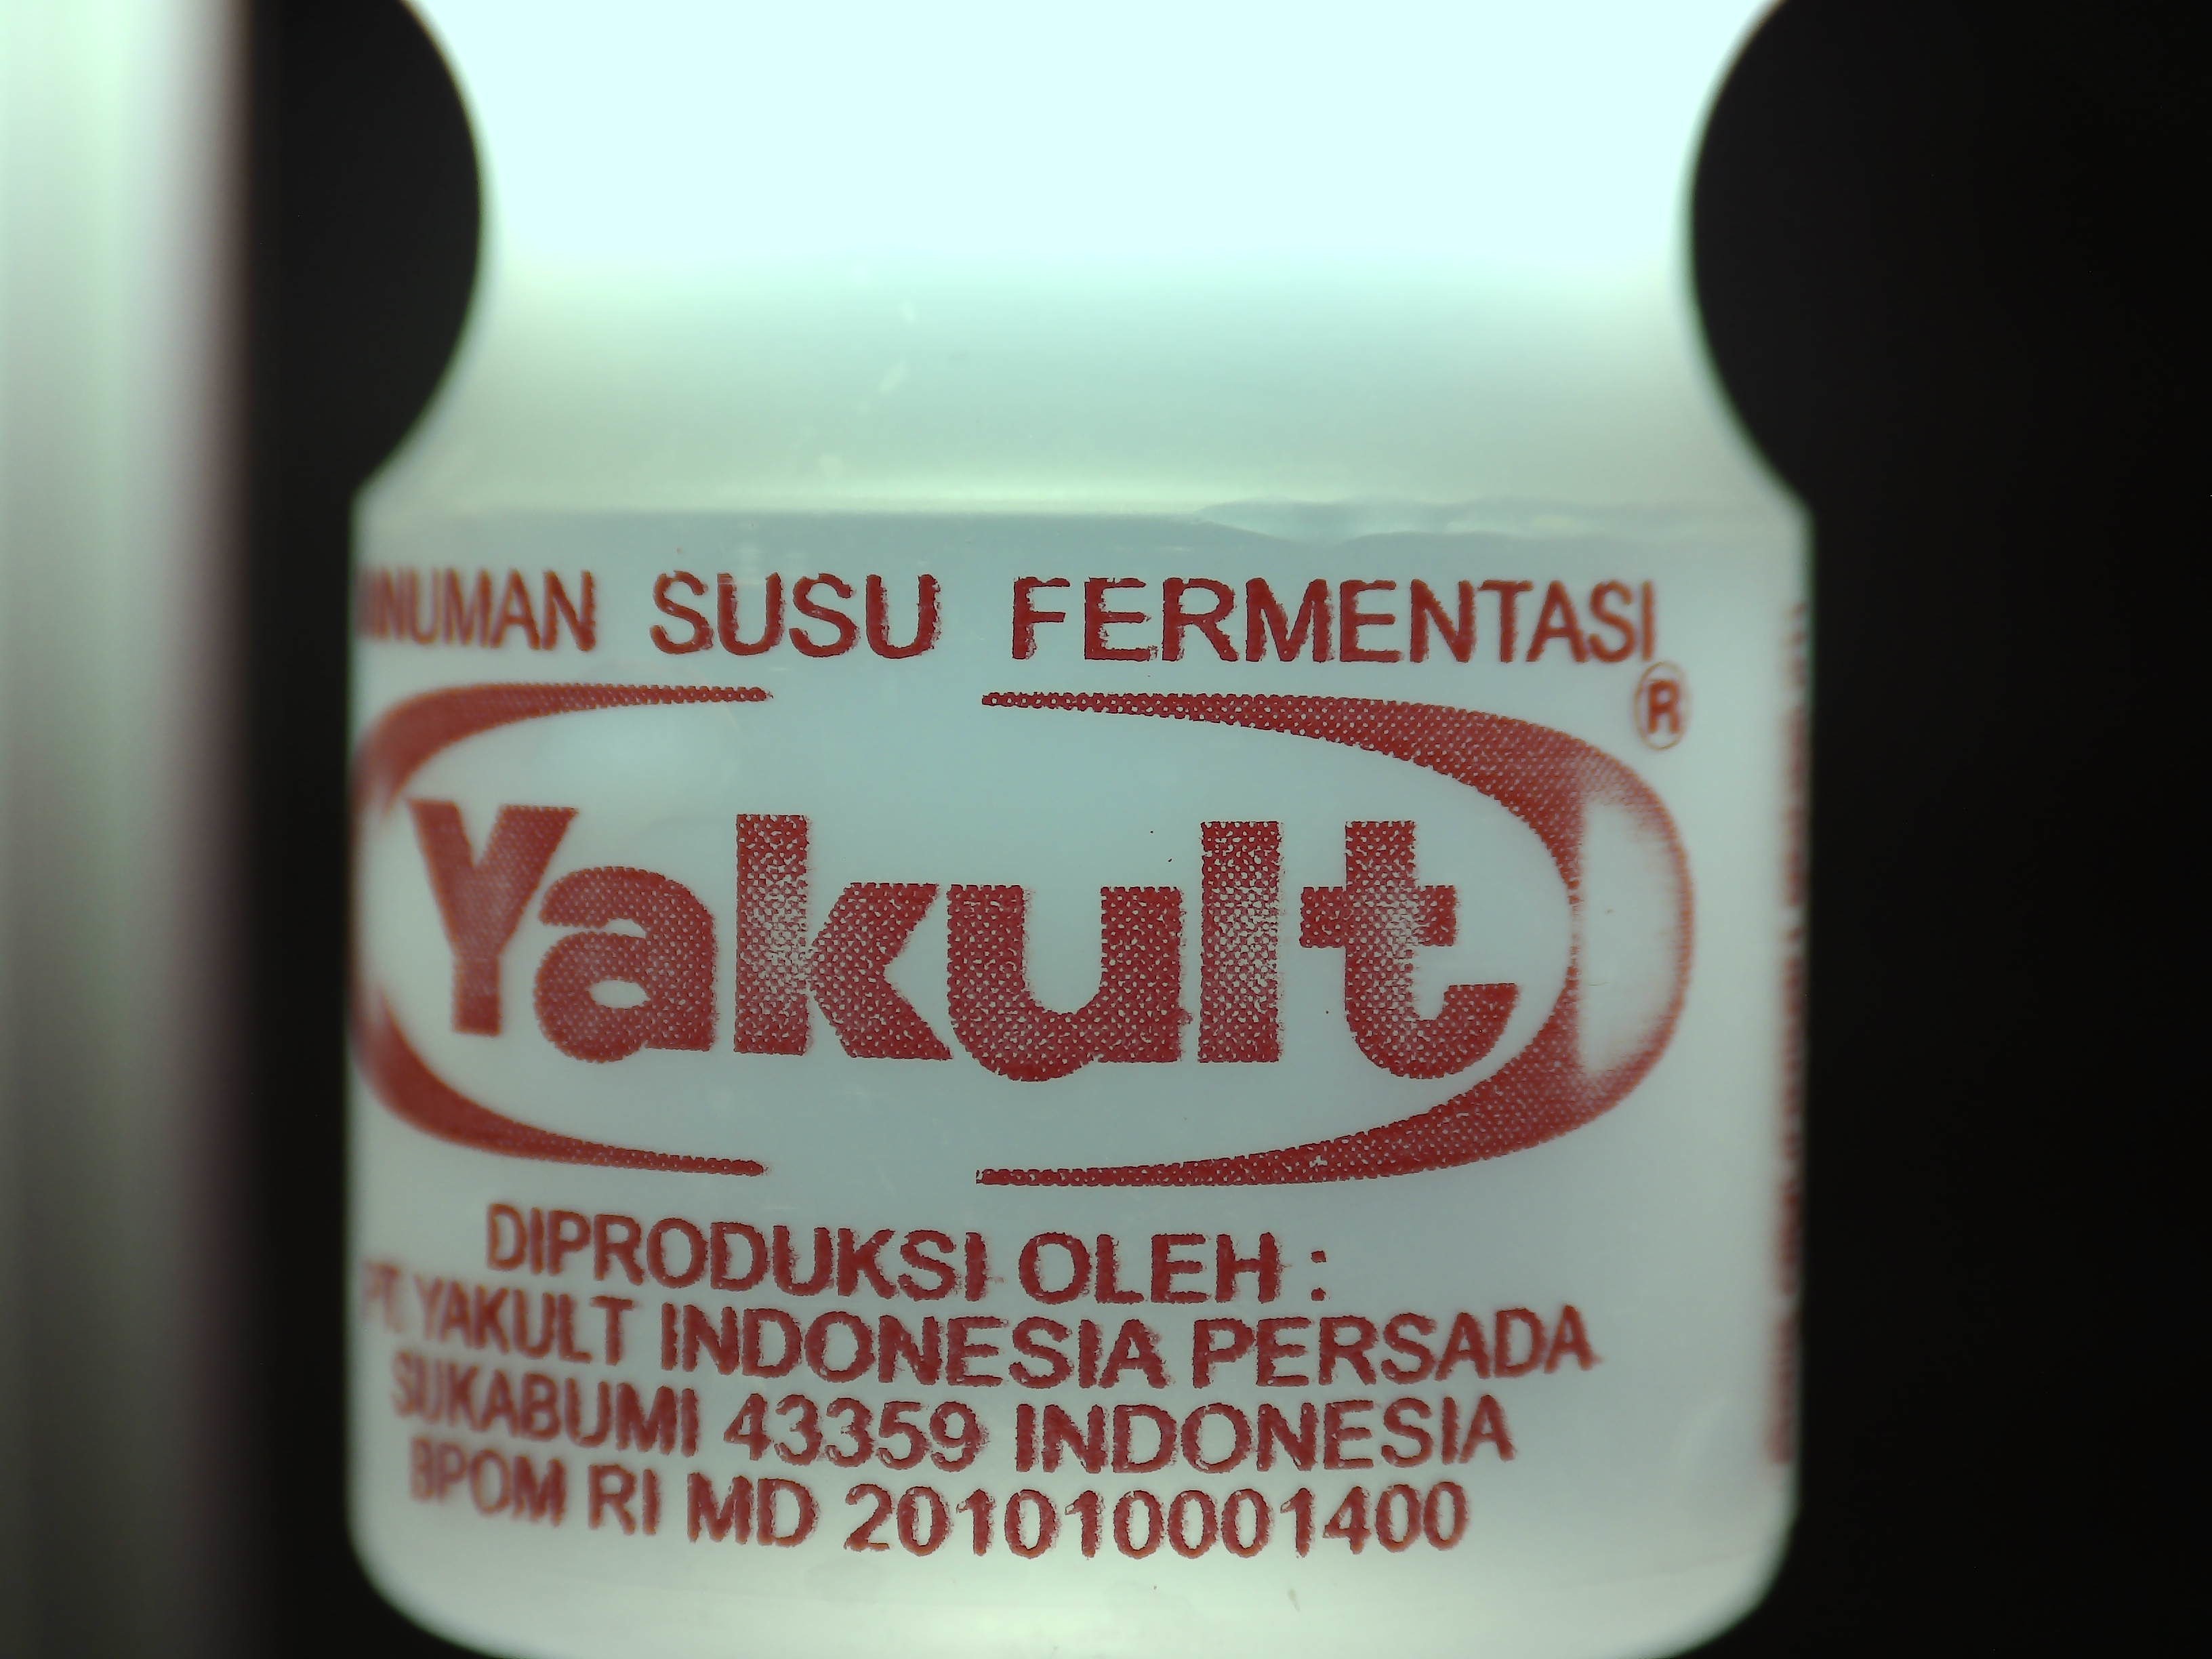 MINUMAN SUSU FERMENTASI
Yakult ®
DIPRODUKSI OLEH :
PT. YAKULT INDONESIA PERSADA
SUKABUMI 43359 INDONESIA
BPOM RI MD 201010001400